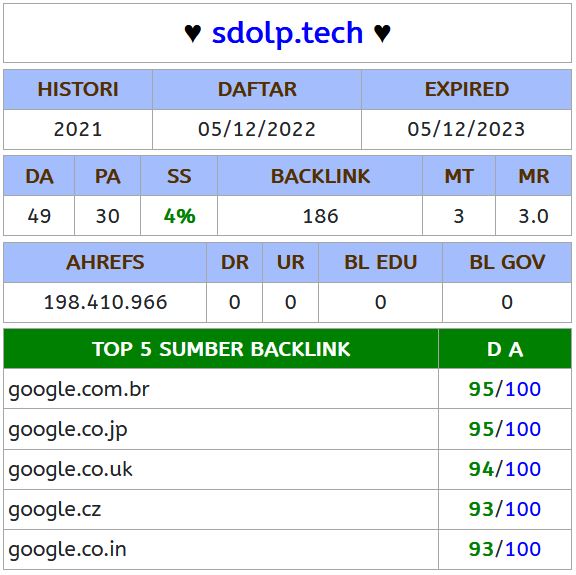 ♥ sdolp.tech ♥
HISTORI DAFTAR EXPIRED
2021 05/12/2022 05/12/2023
DA PA SS BACKLINK MT MR
49 30 4% 186 3 3.0
AHREFS DR UR BL EDU BL GOV
198.410.966 0 0 0 0
TOP 5 SUMBER BACKLINK D A
google.com.br 95/100
google.co.jp 95/100
google.co.uk 94/100
google.cz 93/100
google.co.in 93/100